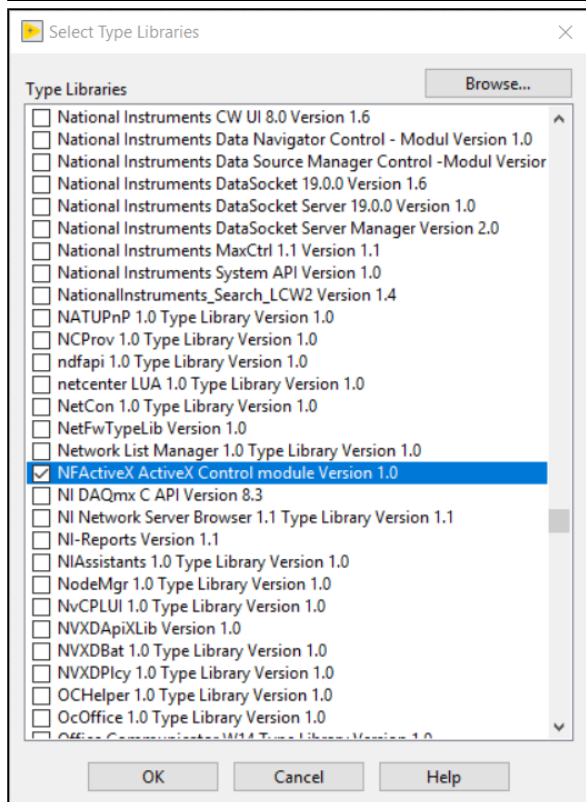 Select Type Libraries
Type Libraries
Browse...
National Instruments CW UI 8.0 Version 1.6
National Instruments Data Navigator Control - Modul Version 1.0
National Instruments Data Source Manager Control -Modul Version
National Instruments DataSocket 19.0.0 Version 1.6
National Instruments DataSocket Server 19.0.0 Version 1.0
National Instruments DataSocket Server Manager Version 2.0
National Instruments MaxCtrl 1.1 Version 1.1
National Instruments System API Version 1.0
NationalInstruments_Search_LCW2 Version 1.4
NATUPnP 1.0 Type Library Version 1.0
NCProv 1.0 Type Library Version 1.0
ndfapi 1.0 Type Library Version 1.0
netcenter LUA 1.0 Type Library Version 1.0
NetCon 1.0 Type Library Version 1.0
NetFwTypeLib Version 1.0
Network List Manager 1.0 Type Library Version 1.0
NFActiveX ActiveX Control module Version 1.0
NI DAQmx C API Version 8.3
NI Network Server Browser 1.1 Type Library Version 1.1
NI-Reports Version 1.1
NIAssistants 1.0 Type Library Version 1.0
NodeMgr 1.0 Type Library Version 1.0
NvCPLUI 1.0 Type Library Version 1.0
NVXDApiXLib Version 1.0
NVXDBat 1.0 Type Library Version 1.0
NVXDPlcy 1.0 Type Library Version 1.0
OCHelper 1.0 Type Library Version 1.0
OcOffice 1.0 Type Library Version 1.0
Office Communicator W14 Type Library Version 1.0
OK
Cancel
Help